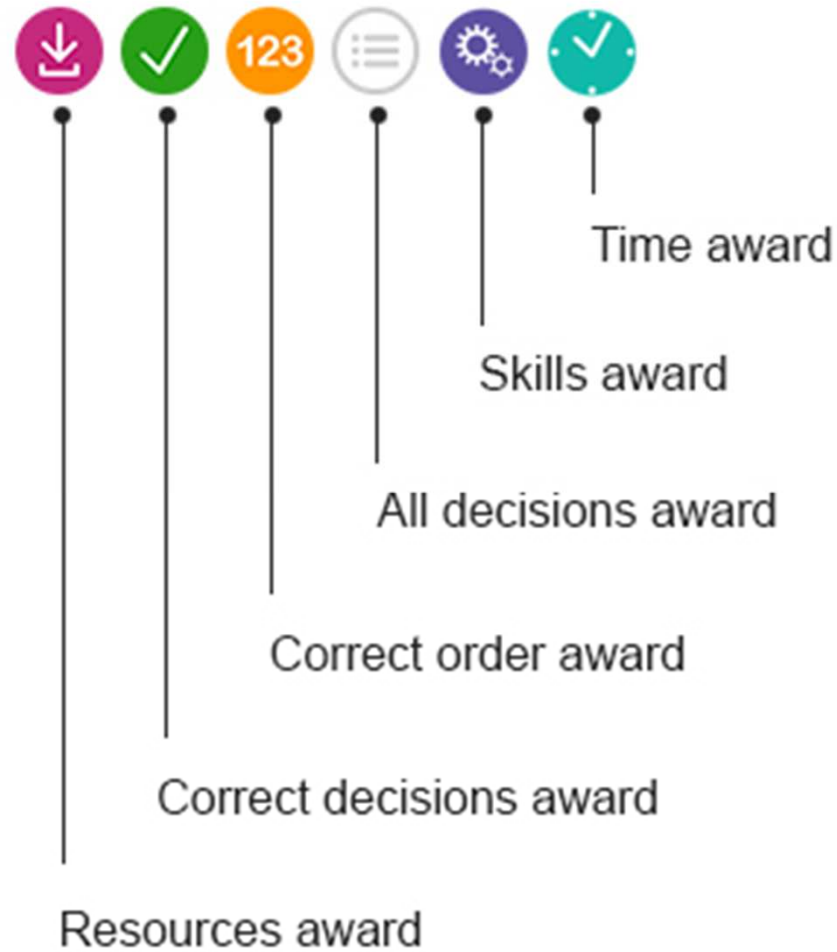 123
Time award
Skills award
All decisions award
Correct order award
Correct decisions award
Resources award